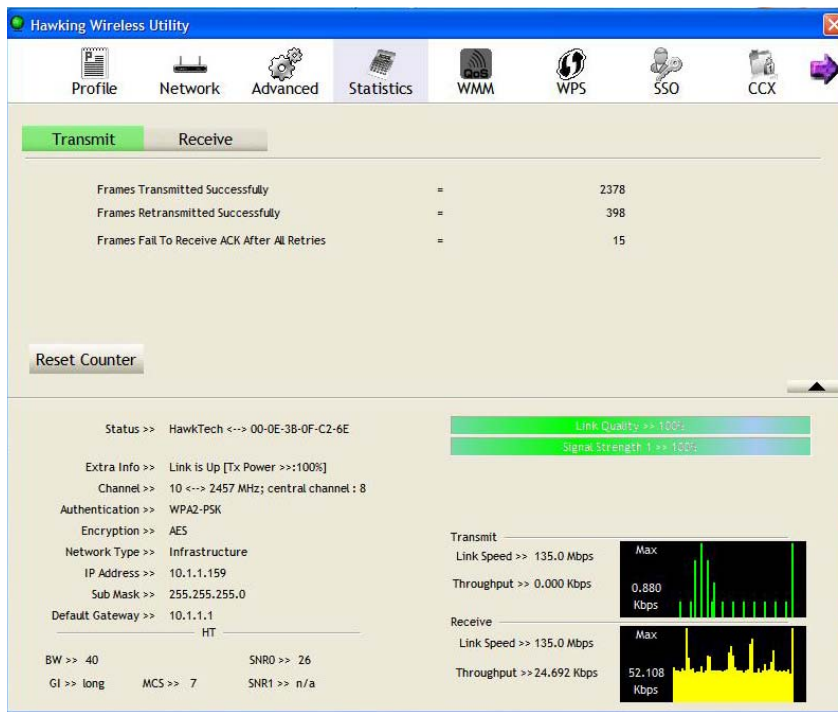 Hawking Wireless Utility
Profile Network Advanced Statistics QoS WMM WPS SSO CCX
Transmit Receive
Frames Transmitted Successfully = 2378
Frames Retransmitted Successfully = 398
Frames Fail To Receive ACK After All Retries = 15
Reset Counter
Status >> HawkTech <--> 00-0E-3B-0F-C2-6E
Extra Info >> Link is Up [Tx Power >>:100%]
Channel >> 10 <--> 2457 MHz; central channel : 8
Authentication >> WPA2-PSK
Encryption >> AES
Network Type >> Infrastructure
IP Address >> 10.1.1.159
Sub Mask >> 255.255.255.0
Default Gateway >> 10.1.1.1
HT
BW >> 40 SNR0 >> 26
GI >> long MCS >> 7 SNR1 >> n/a
Link Quality >> 100%
Signal Strength 1 >> 100%
Transmit
Link Speed >> 135.0 Mbps
Throughput >> 0.000 Kbps
Max
0.880
Kbps
Receive
Link Speed >> 135.0 Mbps
Throughput >> 24.692 Kbps
Max
52.108
Kbps